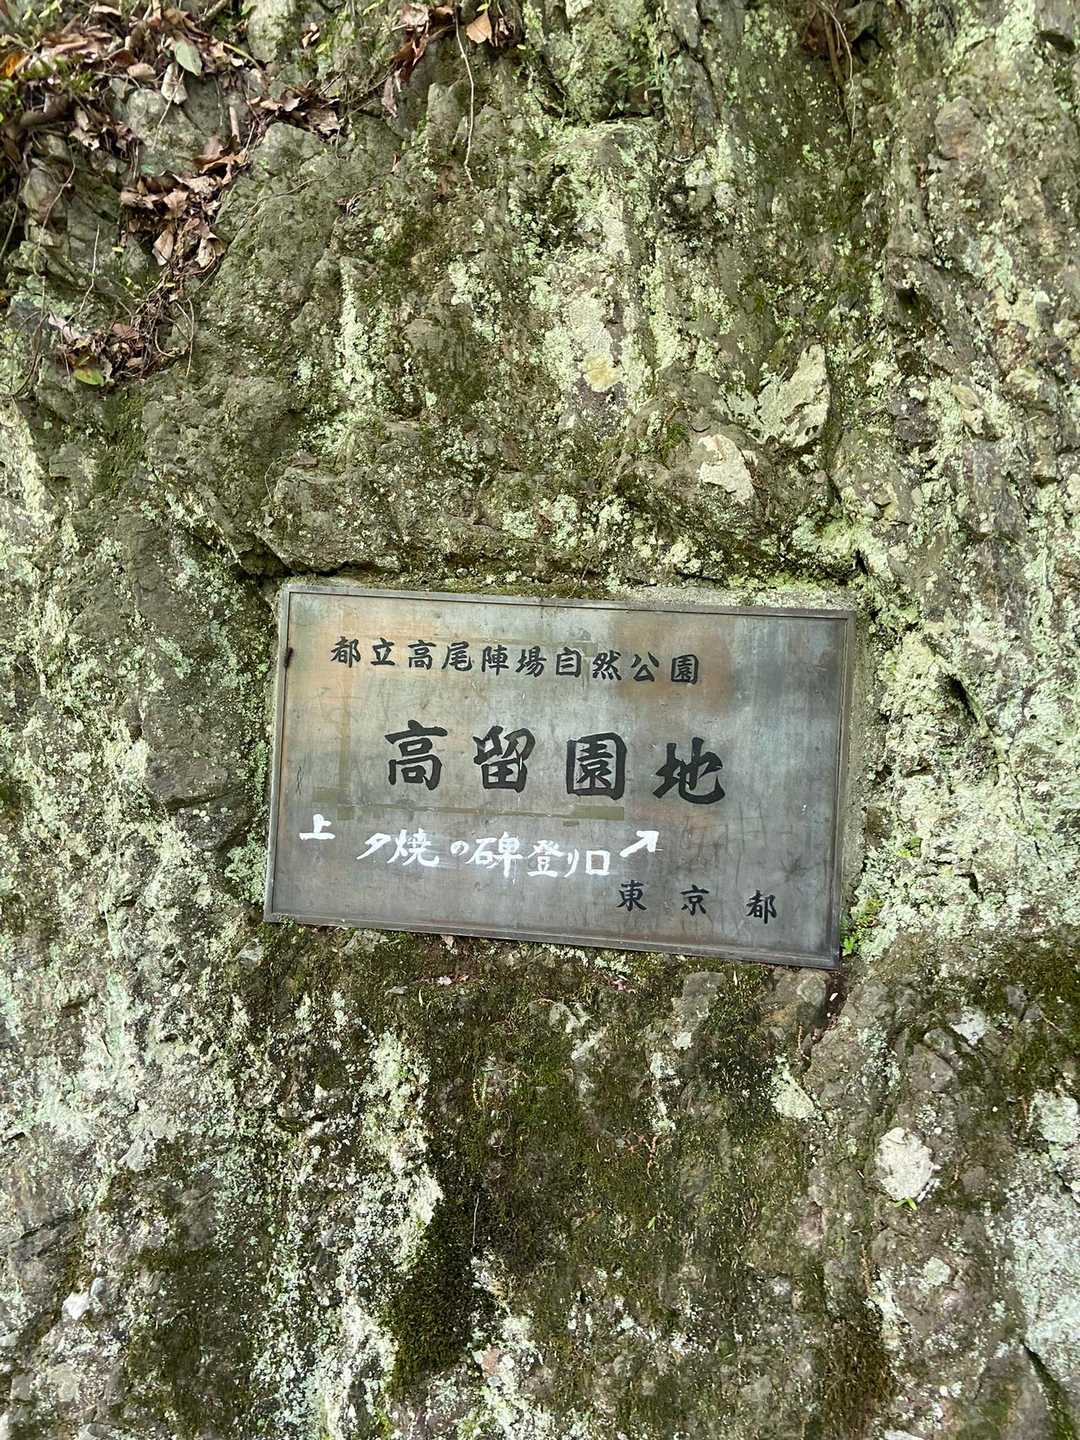 都立高尾陣場自然公園
高留園地
上 夕焼の碑登り口
東京都